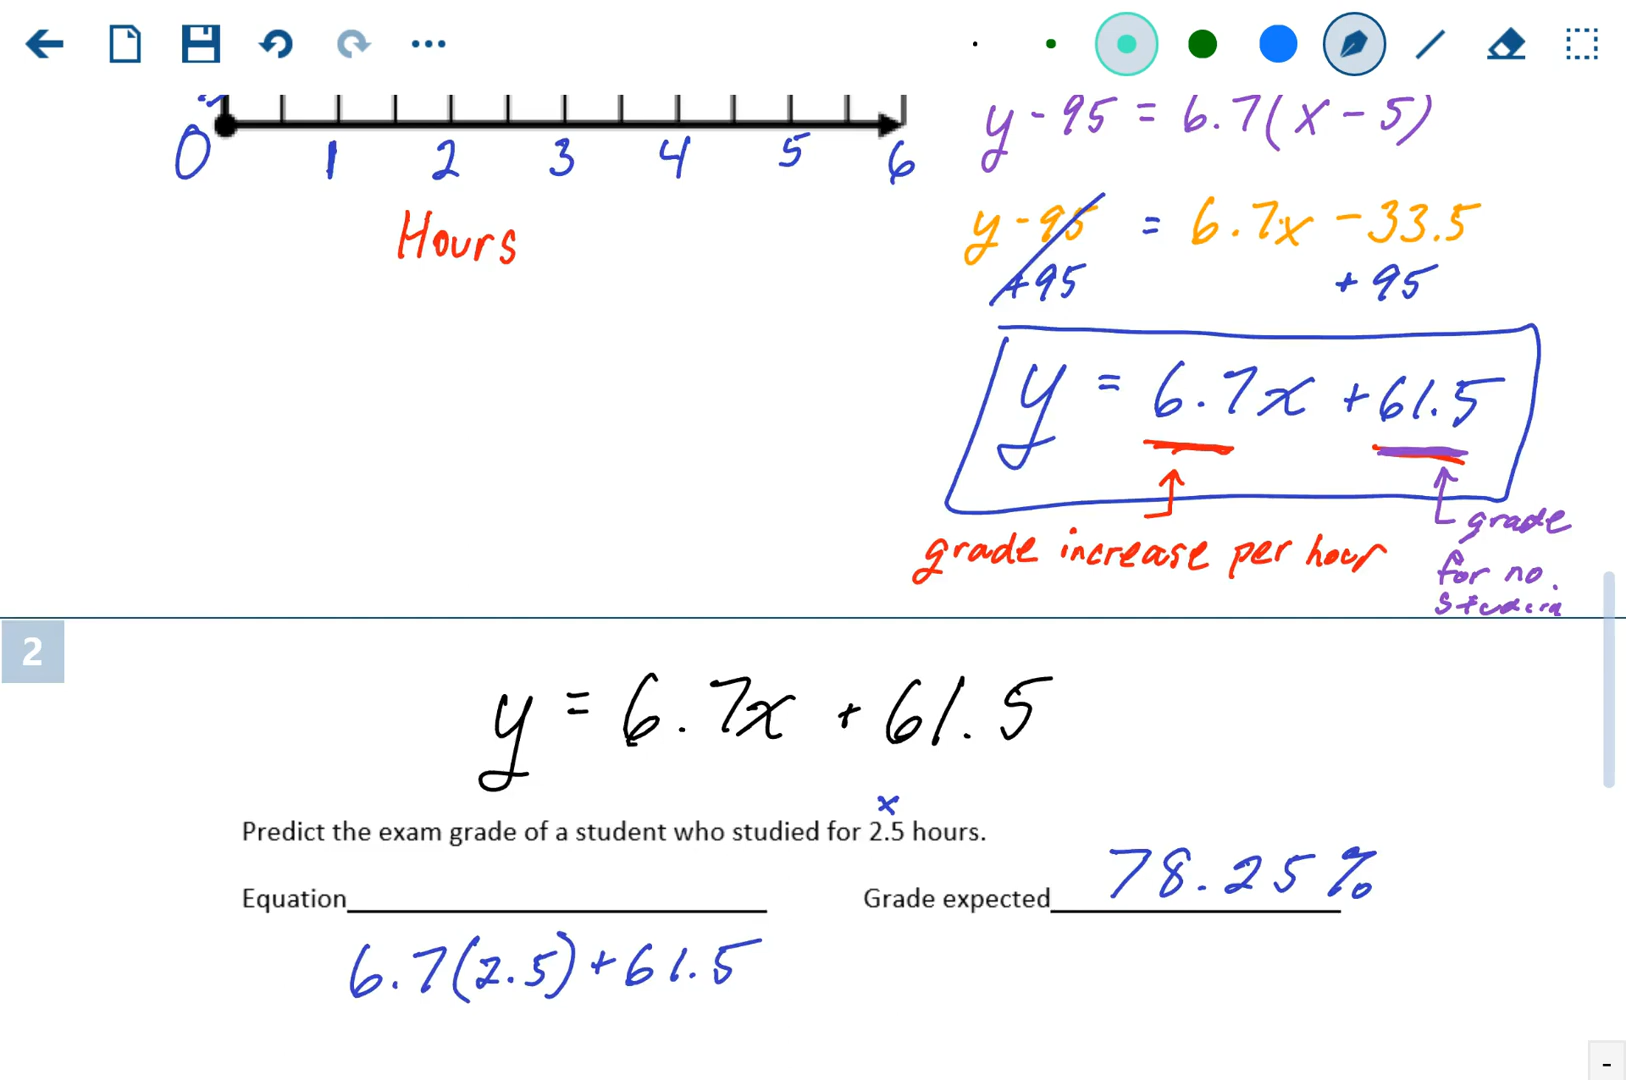 y - 95 = 6.7(x - 5)
0 1 2 3 4 5 6
Hours
y - 95 = 6.7x - 33.5
+95 + 95
y = 6.7x + 61.5
grade increase per hour
grade
for no
2
y = 6.7x + 61.5
x
Predict the exam grade of a student who studied for 2.5 hours.
Equation
Grade expected 78.25%
6.7(2.5)+61.5